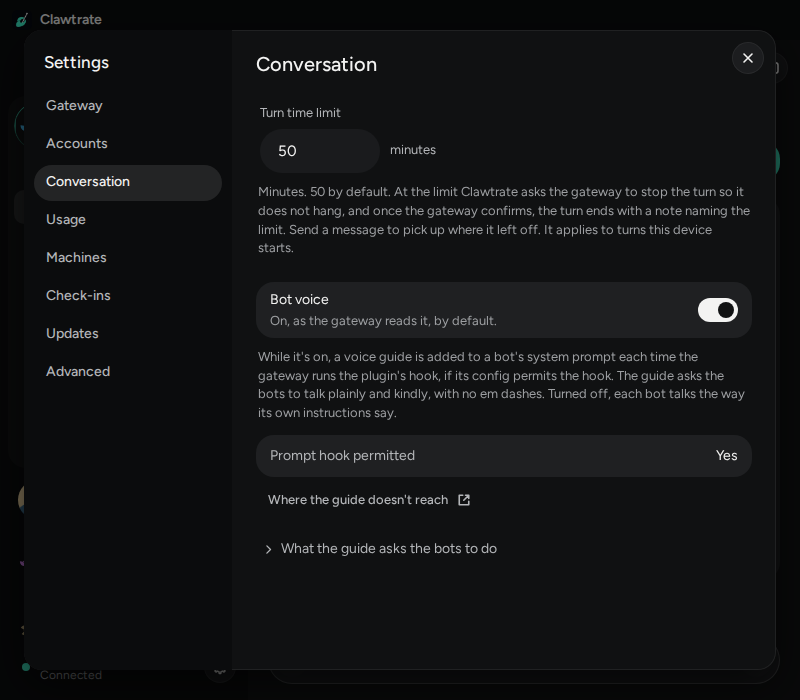 Clawtrate
Settings
Gateway
Accounts
Conversation
Usage
Machines
Check-ins
Updates
Advanced
Conversation
Turn time limit
50 minutes
Minutes. 50 by default. At the limit Clawtrate asks the gateway to stop the turn so it
does not hang, and once the gateway confirms, the turn ends with a note naming the
limit. Send a message to pick up where it left off. It applies to turns this device
starts.
Bot voice
On, as the gateway reads it, by default.
While it's on, a voice guide is added to a bot's system prompt each time the
gateway runs the plugin's hook, if its config permits the hook. The guide asks the
bots to talk plainly and kindly, with no em dashes. Turned off, each bot talks the way
its own instructions say.
Prompt hook permitted Yes
Where the guide doesn't reach
What the guide asks the bots to do
Connected